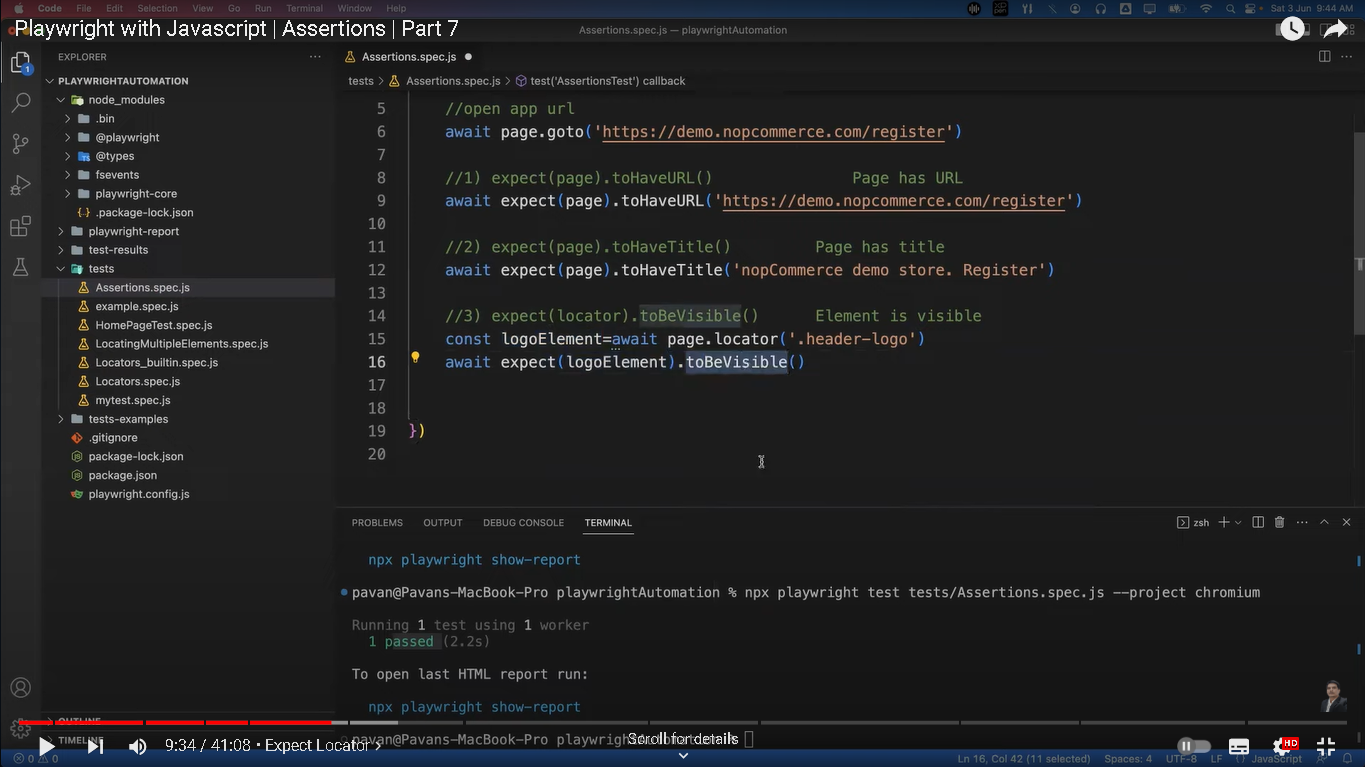 Code File Edit Selection View Go Run Terminal Window Help Sat 3 Jun 9:44 AM
Playwright with Javascript | Assertions | Part 7
Assertions.spec.js — playwrightAutomation
EXPLORER
Assertions.spec.js
PLAYWRIGHTAUTOMATION
tests > Assertions.spec.js > test('AssertionsTest') callback
node_modules
.bin
@playwright
@types
fsevents
playwright-core
.package-lock.json
playwright-report
test-results
tests
Assertions.spec.js
example.spec.js
HomePageTest.spec.js
LocatingMultipleElements.spec.js
Locators_builtin.spec.js
Locators.spec.js
mytest.spec.js
tests-examples
.gitignore
package-lock.json
package.json
playwright.config.js
OUTLINE
TIMELINE
5 //open app url
6 await page.goto('https://demo.nopcommerce.com/register')
7
8 //1) expect(page).toHaveURL() Page has URL
9 await expect(page).toHaveURL('https://demo.nopcommerce.com/register')
10
11 //2) expect(page).toHaveTitle() Page has title
12 await expect(page).toHaveTitle('nopCommerce demo store. Register')
13
14 //3) expect(locator).toBeVisible() Element is visible
15 const logoElement=await page.locator('.header-logo')
16 await expect(logoElement).toBeVisible()
17
18
19 })
20
PROBLEMS OUTPUT DEBUG CONSOLE TERMINAL zsh
npx playwright show-report
pavan@Pavans-MacBook-Pro playwrightAutomation % npx playwright test tests/Assertions.spec.js --project chromium
Running 1 test using 1 worker
1 passed (2.2s)
To open last HTML report run:
npx playwright show-report
pavan@Pavans-MacBook-Pro playwrightAutomation
Scroll for details
9:34 / 41:08 • Expect Locator >
HD
0 0 Ln 16, Col 42 (11 selected) Spaces: 4 UTF-8 LF {} JavaScript